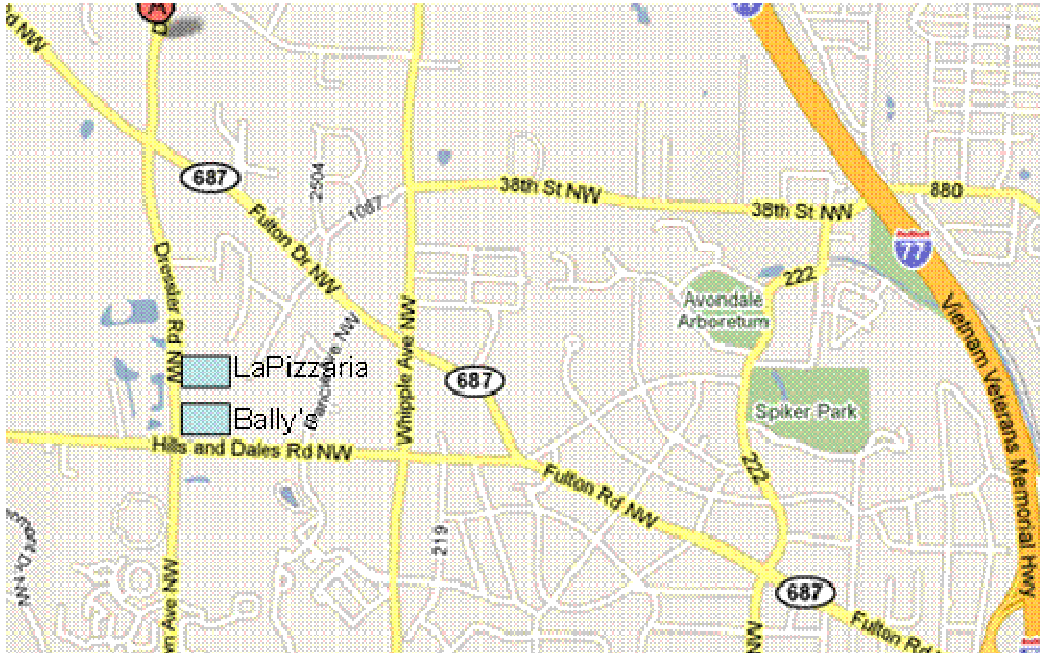 A
D
d NW
77
687
2504
1087
38th St NW
38th St NW
880
Fulton Dr NW
Dressler Rd NW
222
77
Avondale
Arboretum
Vietnam Veterans Memorial Hwy
Whipple Ave NW
LaPizzaria
687
Bally's
Spiker Park
Hills and Dales Rd NW
222
Fulton Rd NW
219
687
Fulton Rd N
NW